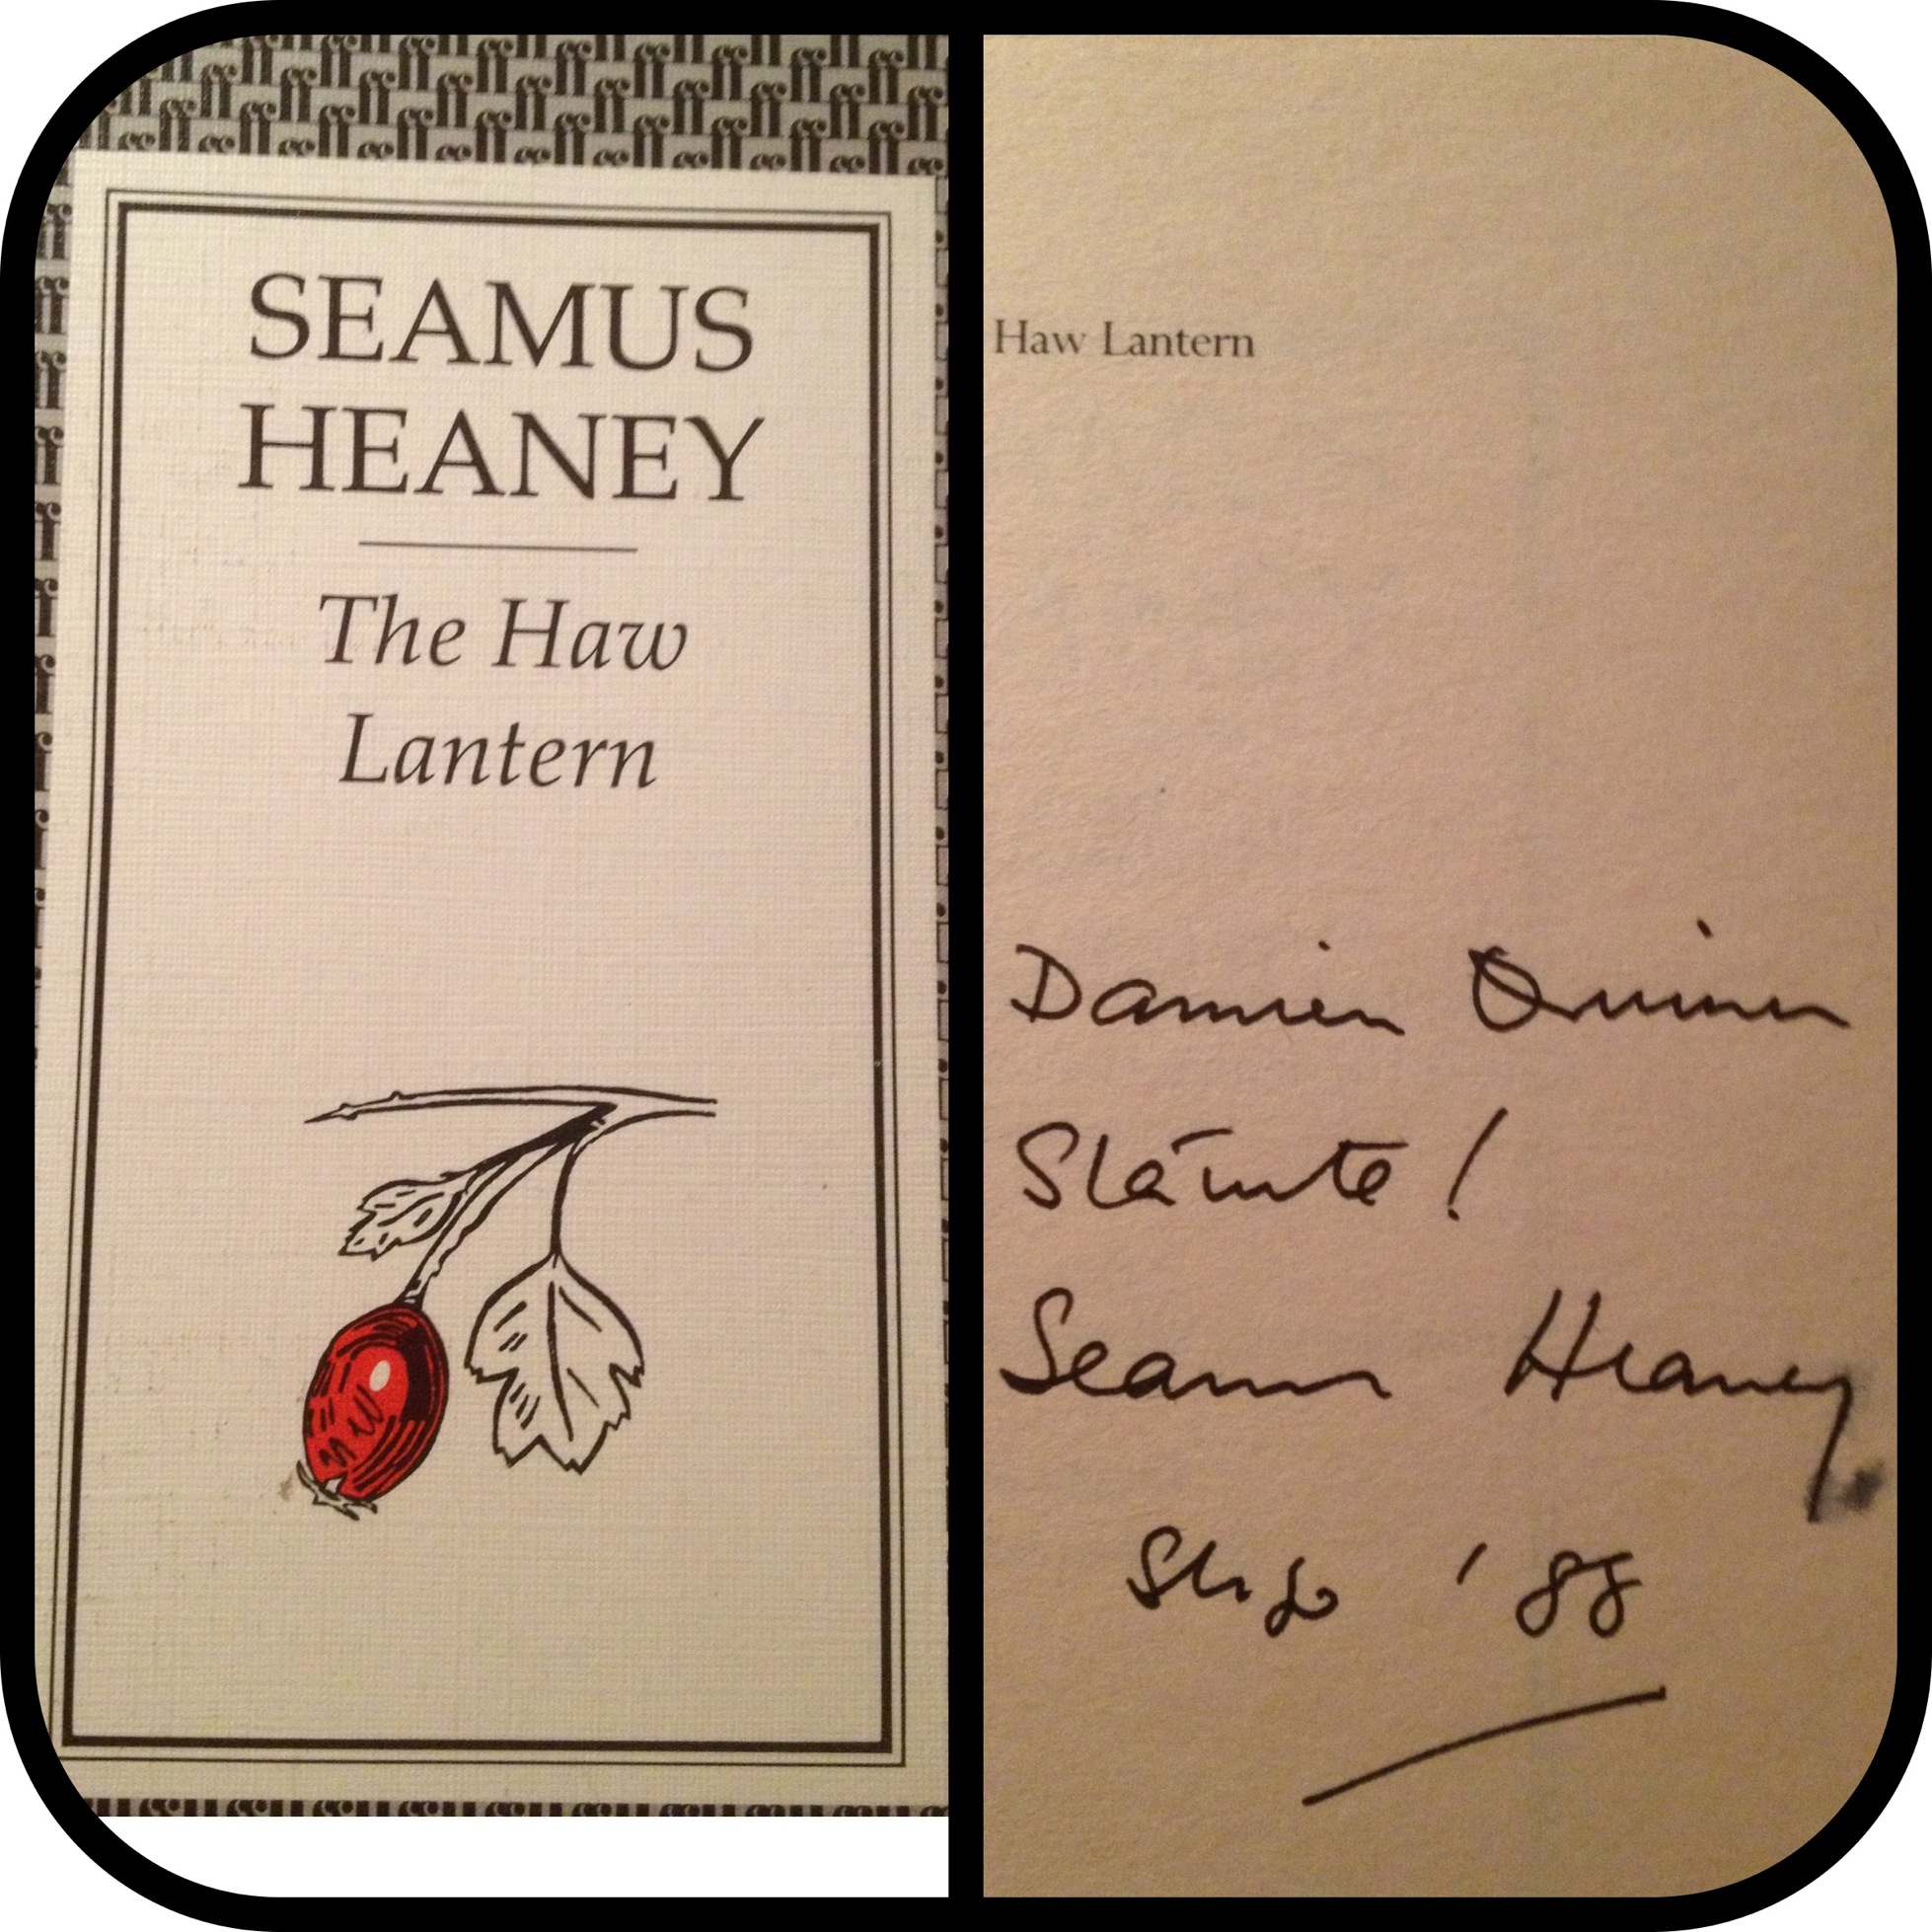 SEAMUS
HEANEY
The Haw
Lantern
Haw Lantern
Damien Quinn
Sláinte!
Seamus Heaney
Sligo '88